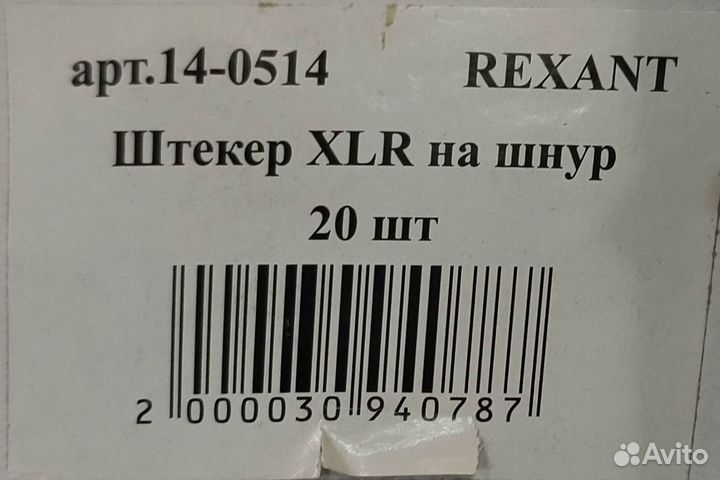 арт.14-0514 REXANT
Штекер XLR на шнур
20 шт
2 000030 940787
Avito